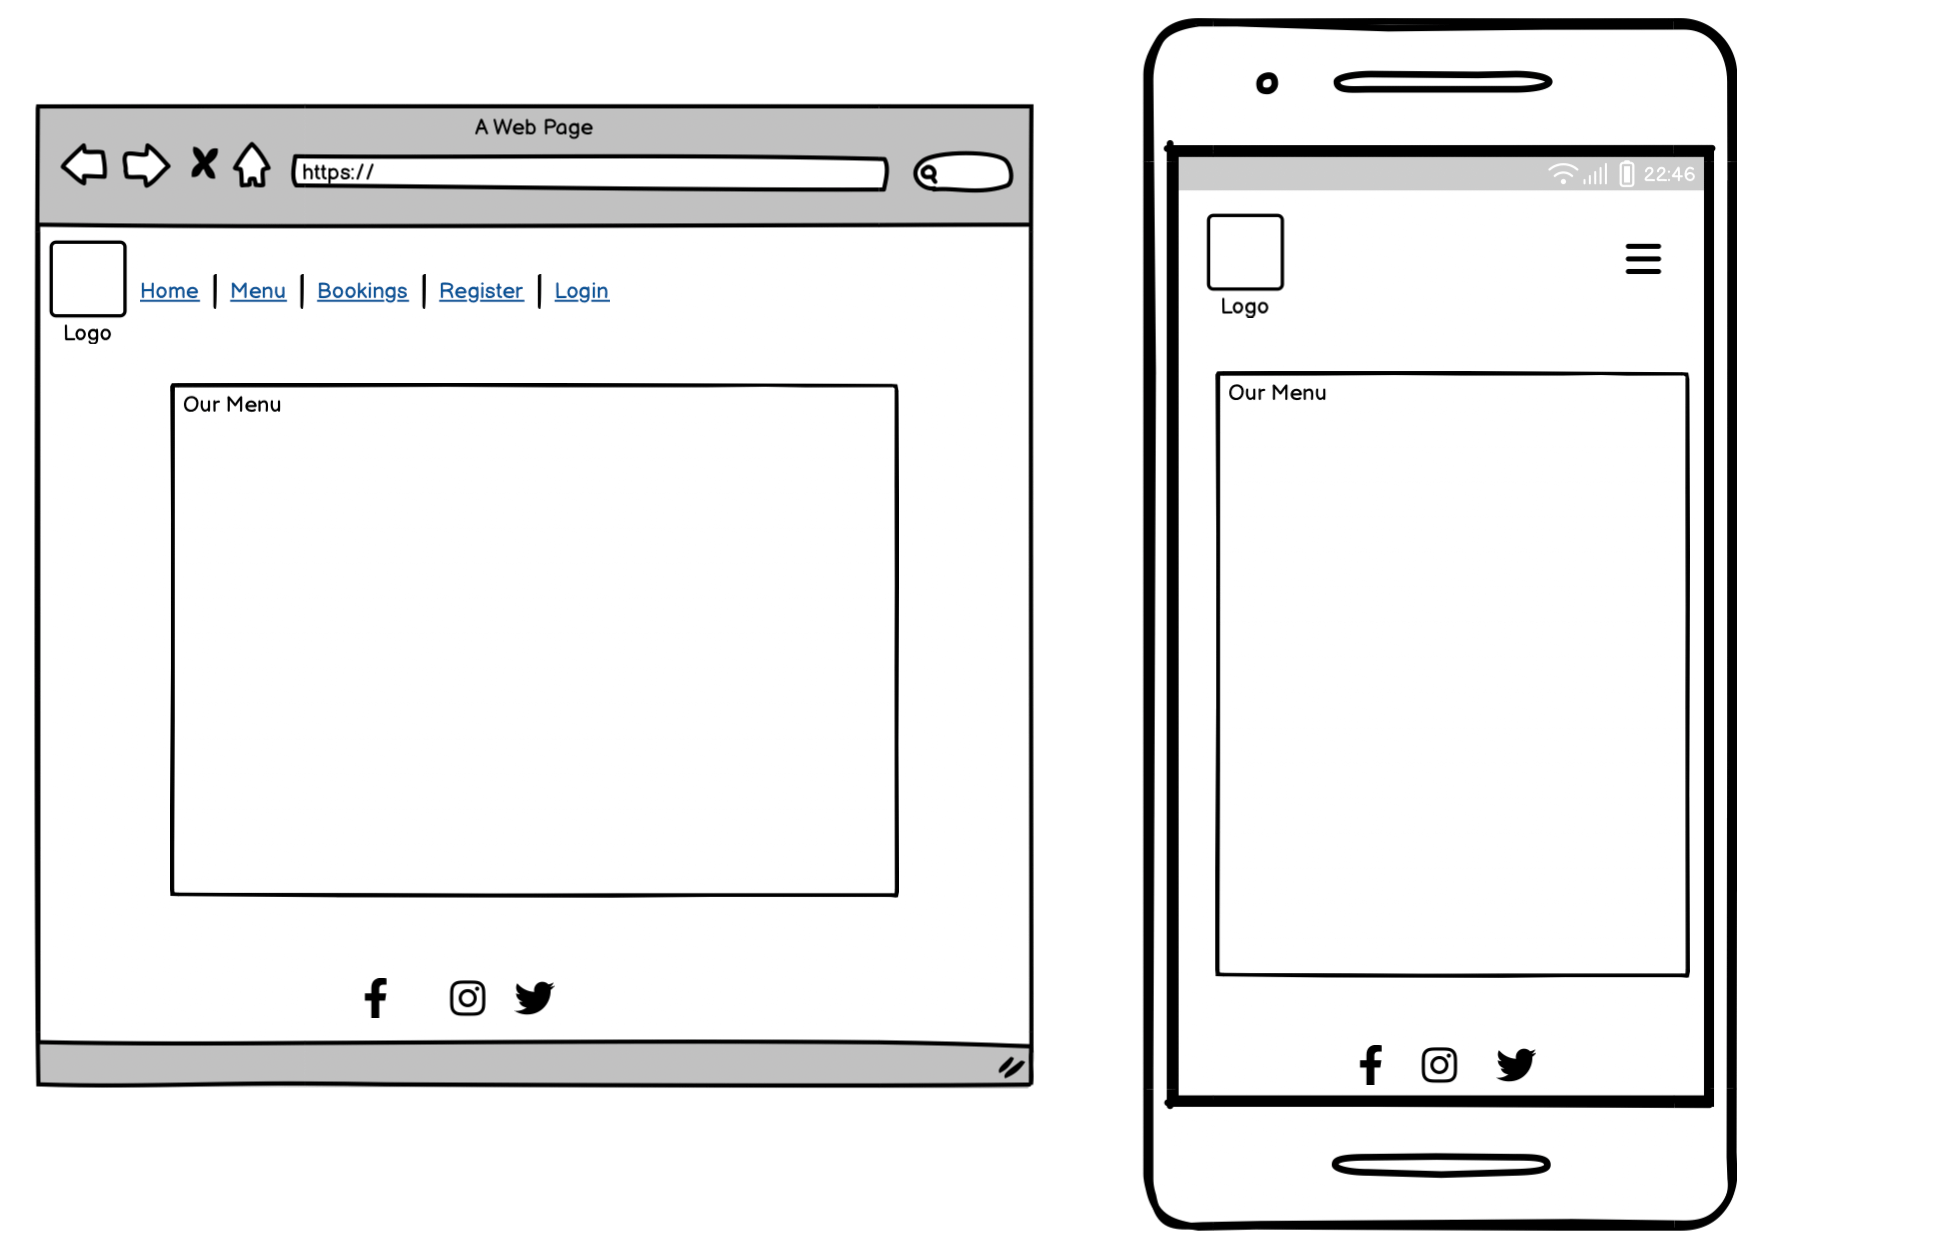 A Web Page
https://
Home | Menu | Bookings | Register | Login
Logo
Our Menu
22:46
Logo
Our Menu